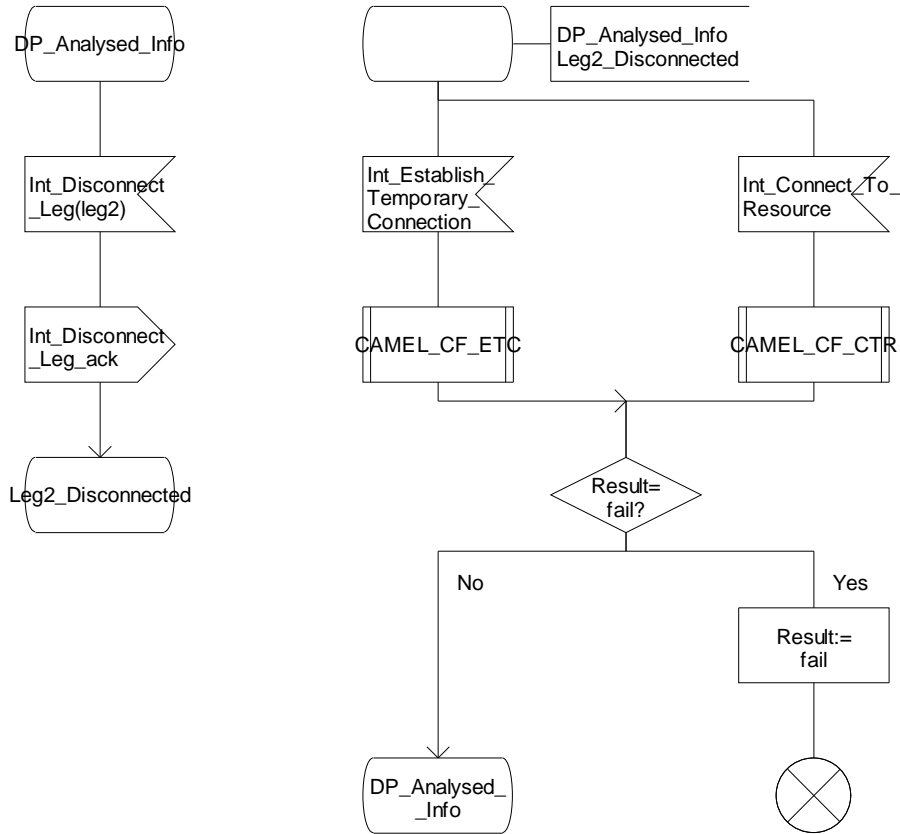 DP_Analysed_Info
DP_Analysed_Info
Leg2_Disconnected
Int_Disconnect
_Leg(leg2)
Int_Establish_
Temporary_
Connection
Int_Connect_To_
Resource
Int_Disconnect
_Leg_ack
CAMEL_CF_ETC
CAMEL_CF_CTR
Leg2_Disconnected
Result=
fail?
No
Yes
Result:=
fail
DP_Analysed_
_Info